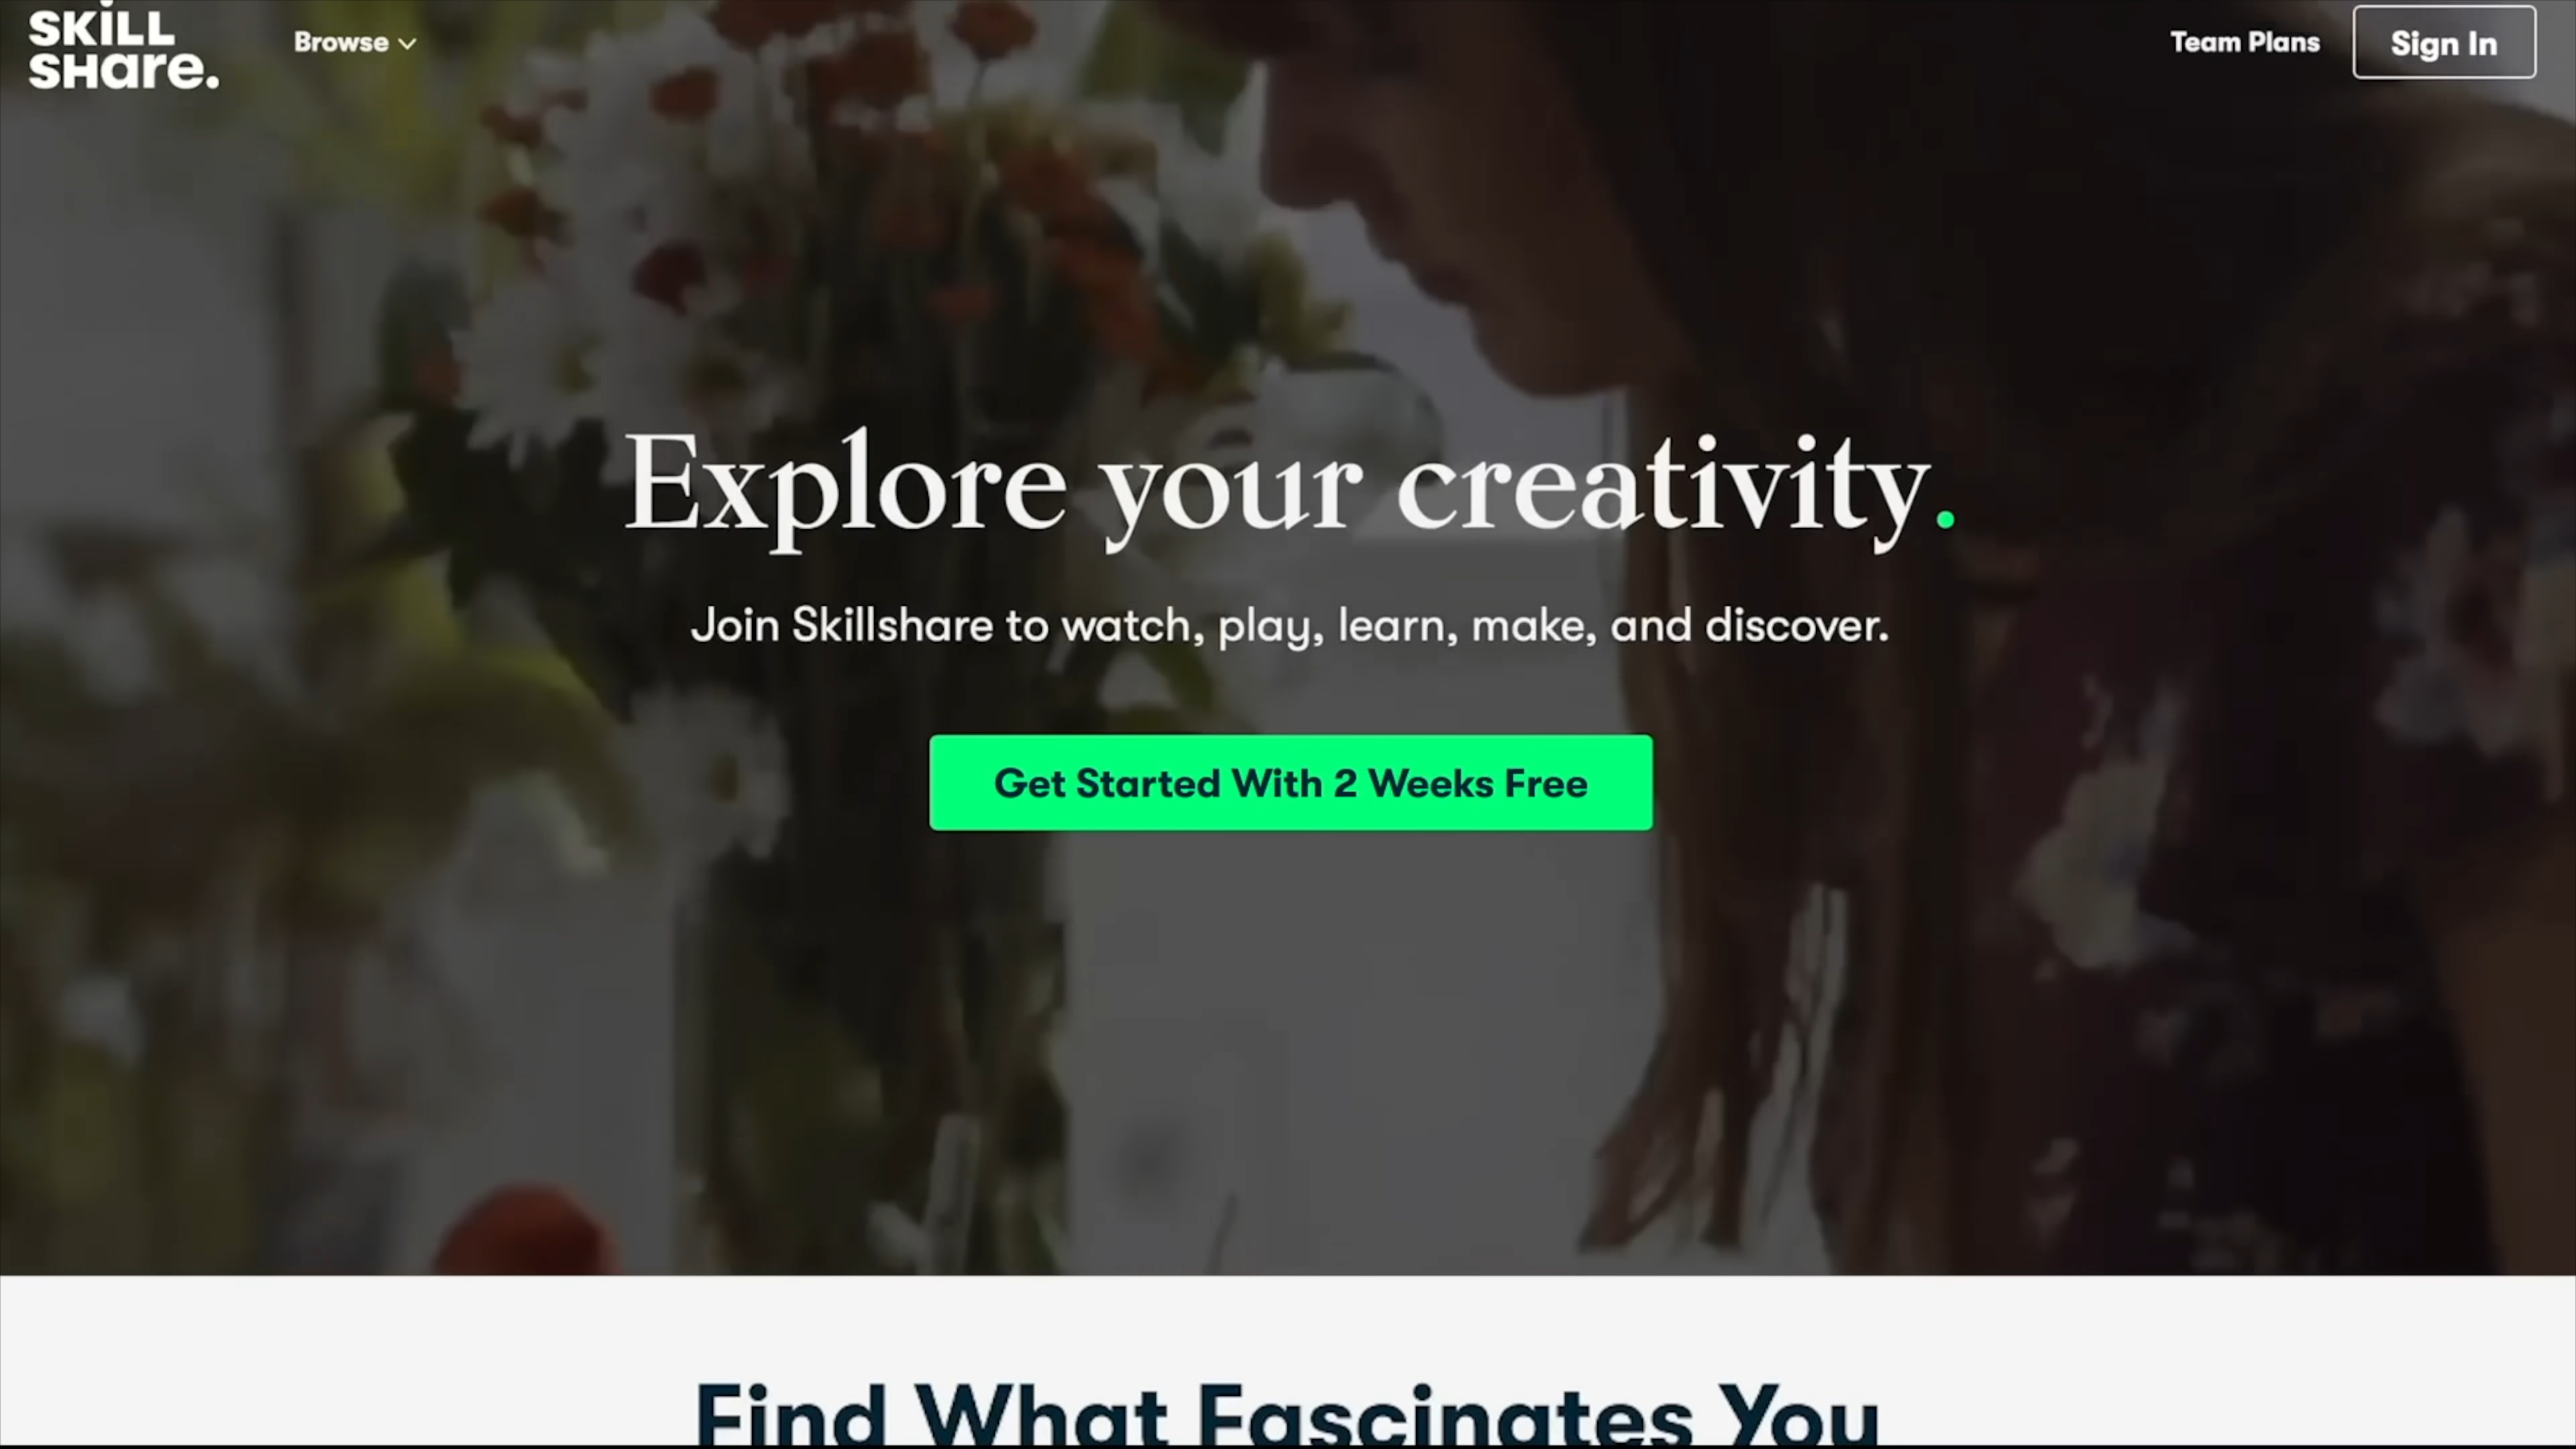 SKiLL
SHare.
Browse
Team Plans
Sign In
Explore your creativity.
Join Skillshare to watch, play, learn, make, and discover.
Get Started With 2 Weeks Free
Find What Fascinates You